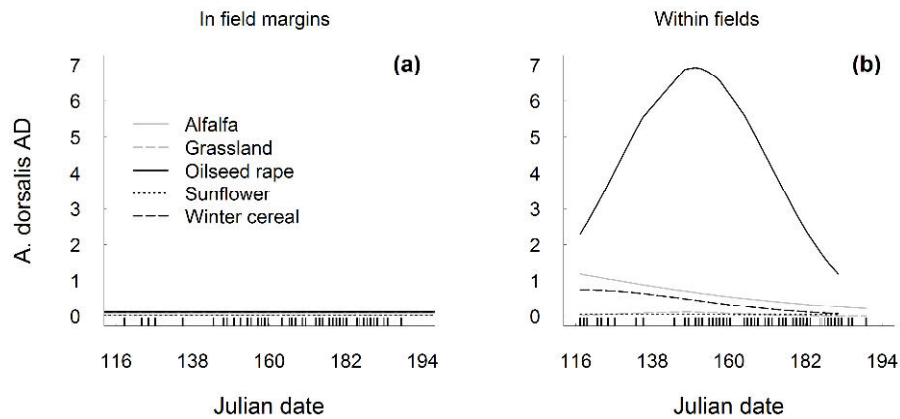 In field margins
Within fields
(a)
(b)
A. dorsalis AD
7
6
5
4
3
2
1
0
Alfalfa
Grassland
Oilseed rape
Sunflower
Winter cereal
116 138 160 182 194
Julian date
7
6
5
4
3
2
1
0
116 138 160 182 194
Julian date